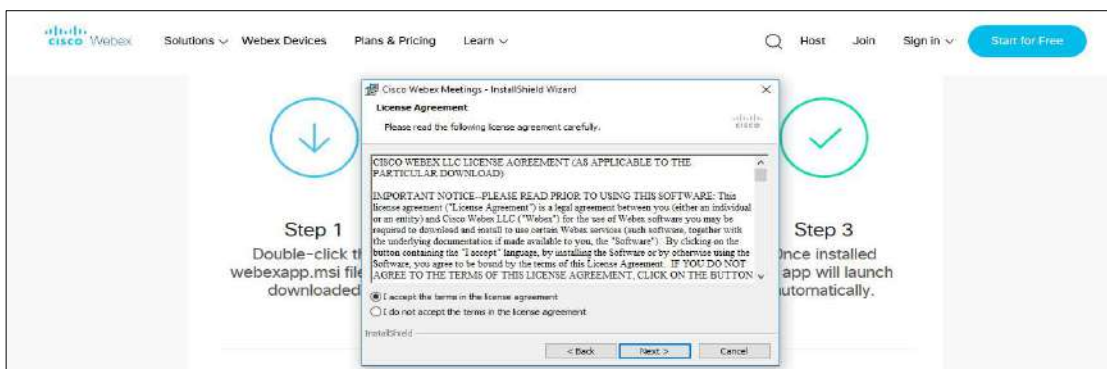 CISCO Webex Solutions Webex Devices Plans & Pricing Learn Host Join Sign in Start for Free
Cisco Webex Meetings - InstallShield Wizard
License Agreement
Please read the following license agreement carefully.
CISCO
CISCO WEBEX LLC LICENSE AGREEMENT (AS APPLICABLE TO THE
PARTICULAR DOWNLOAD)
IMPORTANT NOTICE--PLEASE READ PRIOR TO USING THIS SOFTWARE: This
license agreement ("License Agreement") is a legal agreement between you (either an individual
or an entity) and Cisco Webex LLC ("Webex") for the use of Webex software you may be
required to download and install to use certain Webex services (such software, together with
the underlying documentation if made available to you, the "Software"). By clicking on the
button containing the "I accept" language, by installing the Software or by otherwise using the
Software, you agree to be bound by the terms of this License Agreement. IF YOU DO NOT
AGREE TO THE TERMS OF THIS LICENSE AGREEMENT, CLICK ON THE BUTTON
I accept the terms in the license agreement
I do not accept the terms in the license agreement
InstallShield
< Back Next > Cancel
Step 1
Double-click th
webexapp.msi file
downloaded
Step 3
Once installed
app will launch
automatically.